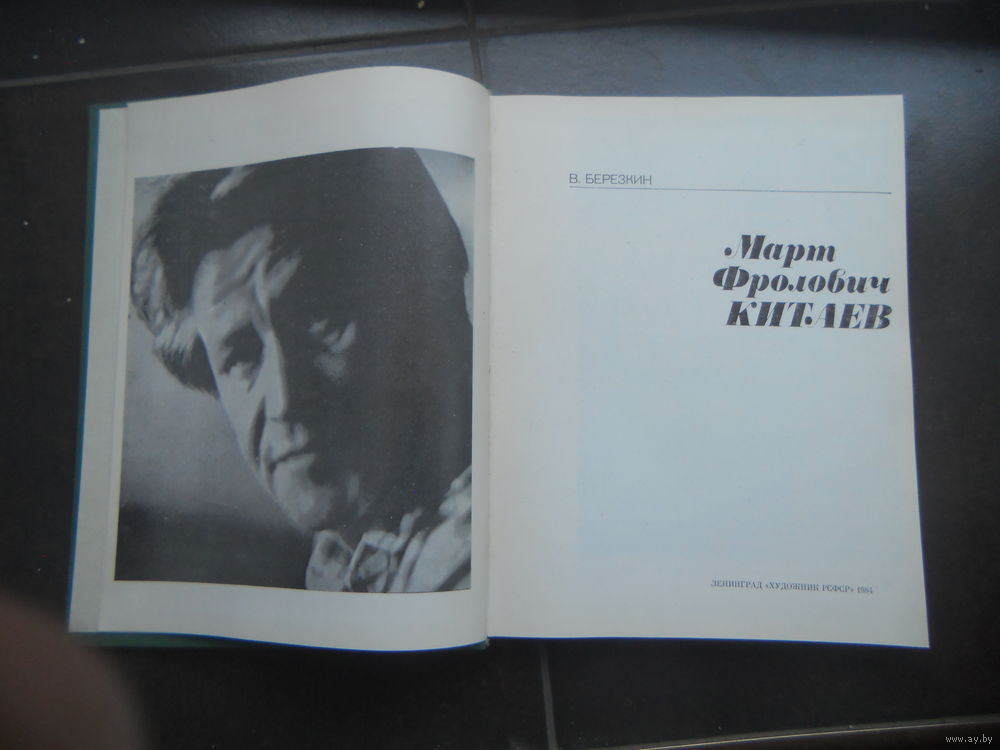 В. БЕРЕЗКИН
Март
Фролович
КИТАЕВ
ЛЕНИНГРАД «ХУДОЖНИК РСФСР» 1984
www.ay.by